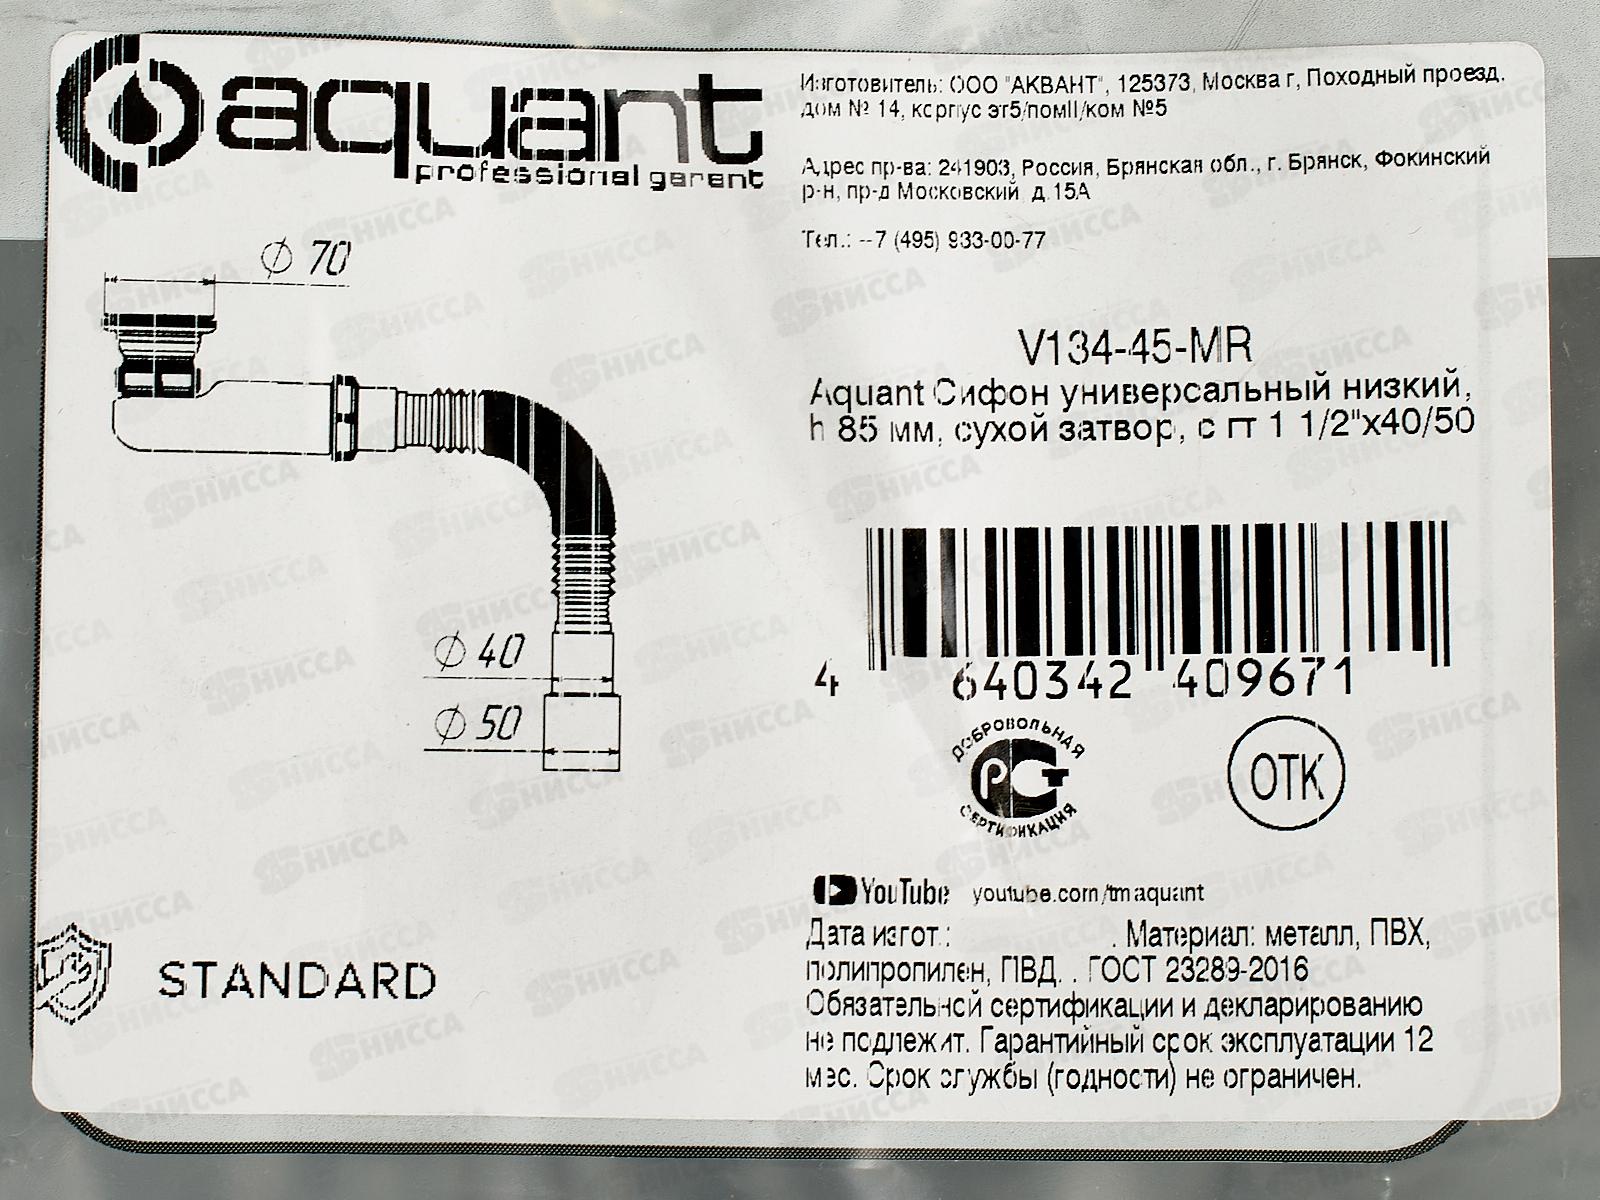 aquant
professional garant
Изготовитель: ООО "АКВАНТ", 125373, Москва г, Походный проезд,
дом № 14, корпус эт5/помII/ком №5
Адрес пр-ва: 241903, Россия, Брянская обл., г. Брянск, Фокинский
р-н, пр-д Московский, д.15А
Тел.: +7 (495) 933-00-77
Ø 70
V134-45-MR
Aquant Сифон универсальный низкий,
h 85 мм, сухой затвор, с гт 1 1/2"х40/50
Ø 40
Ø 50
4 640342 409671
ДОБРОВОЛЬНАЯ
РСТ
СЕРТИФИКАЦИЯ
ОТК
YouTube youtube.com/tmaquant
Дата изгот.: . Материал: металл, ПВХ,
полипропилен, ПВД. . ГОСТ 23289-2016
Обязательной сертификации и декларированию
не подлежит. Гарантийный срок эксплуатации 12
мес. Срок службы (годности) не ограничен.
STANDARD
НИССА